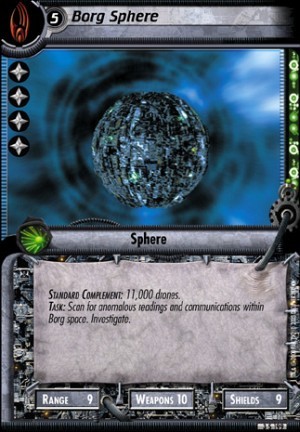 5 Borg Sphere
Sphere
STANDARD COMPLEMENT: 11,000 drones.
TASK: Scan for anomalous readings and communications within
Borg space. Investigate.
RANGE 9 WEAPONS 10 SHIELDS 9